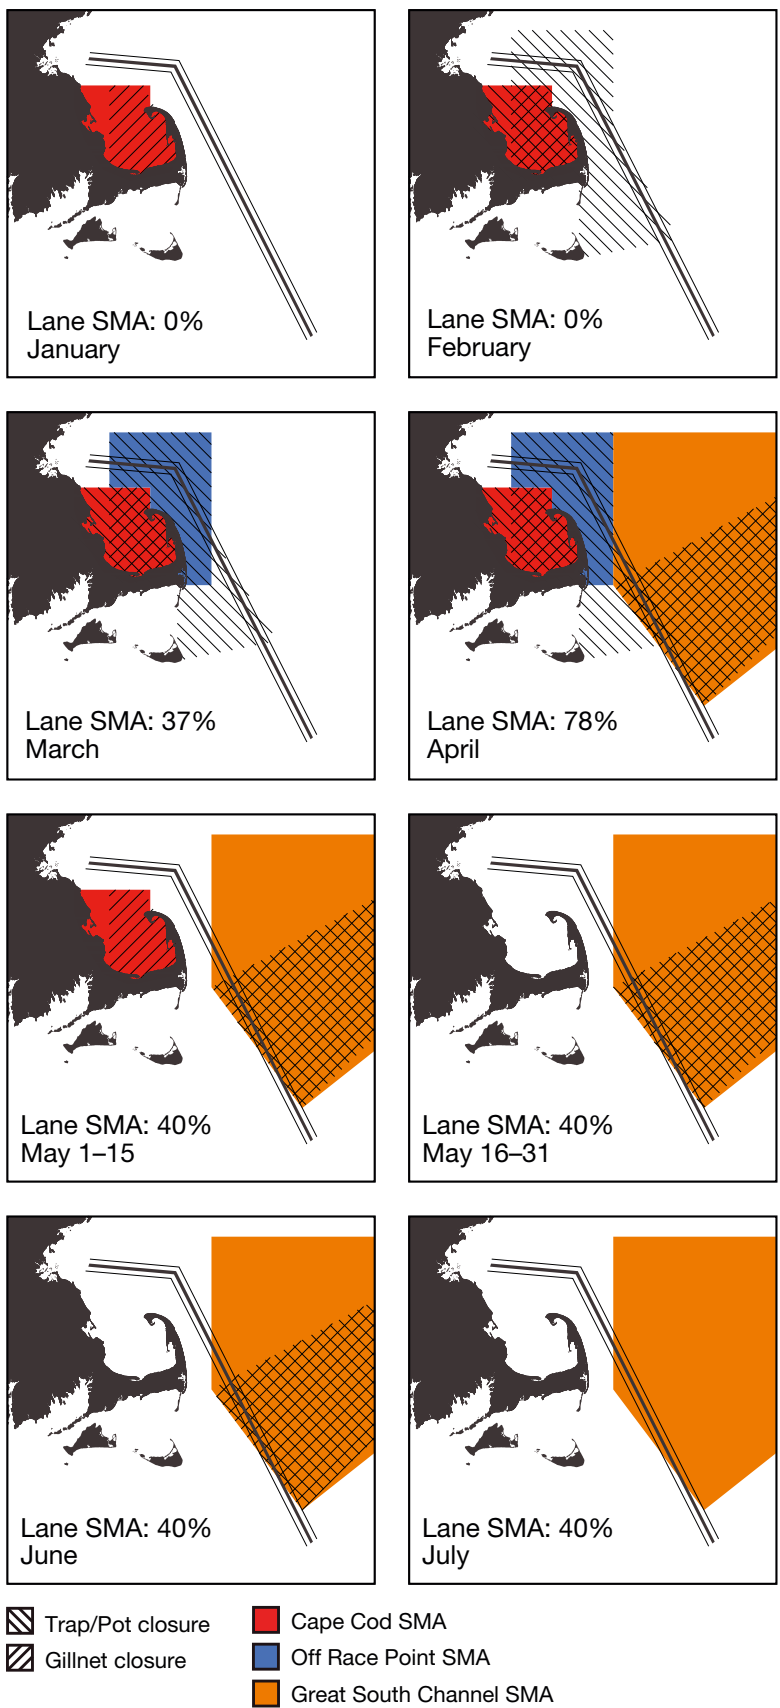 Lane SMA: 0%
January
Lane SMA: 0%
February
Lane SMA: 37%
March
Lane SMA: 78%
April
Lane SMA: 40%
May 1–15
Lane SMA: 40%
May 16–31
Lane SMA: 40%
June
Lane SMA: 40%
July
Trap/Pot closure
Gillnet closure
Cape Cod SMA
Off Race Point SMA
Great South Channel SMA